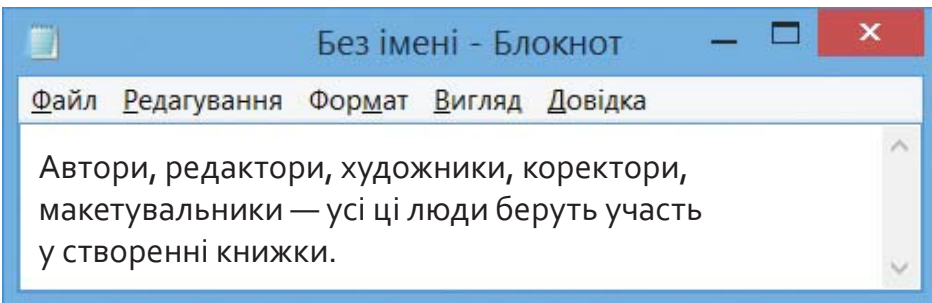 Без імені - Блокнот
Файл Редагування Формат Вигляд Довідка
Автори, редактори, художники, коректори,
макетувальники — усі ці люди беруть участь
у створенні книжки.